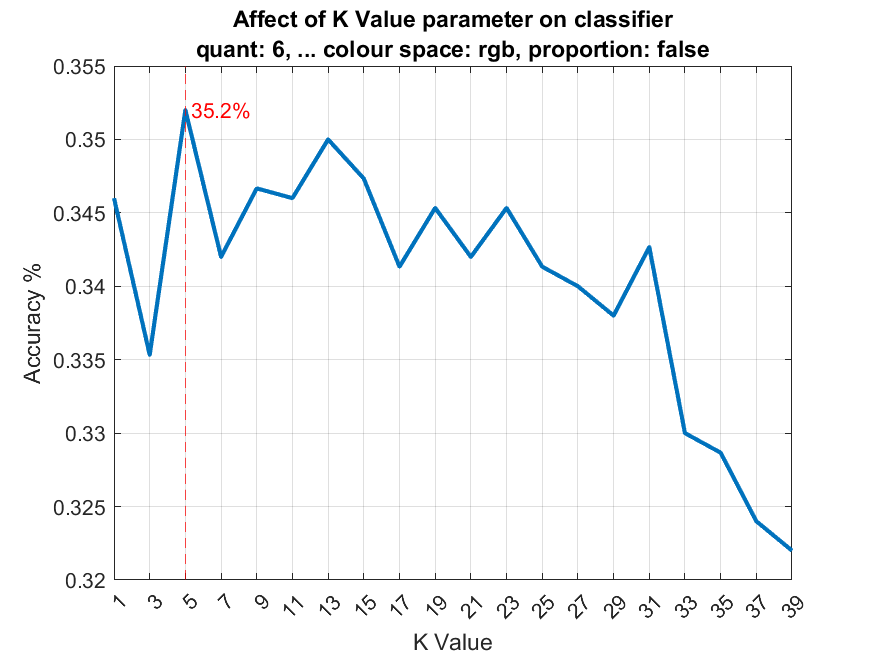 Affect of K Value parameter on classifier
quant: 6, ... colour space: rgb, proportion: false
0.355
35.2%
0.35
0.345
0.34
Accuracy %
0.335
0.33
0.325
0.32
1 3 5 7 9 11 13 15 17 19 21 23 25 27 29 31 33 35 37 39
K Value